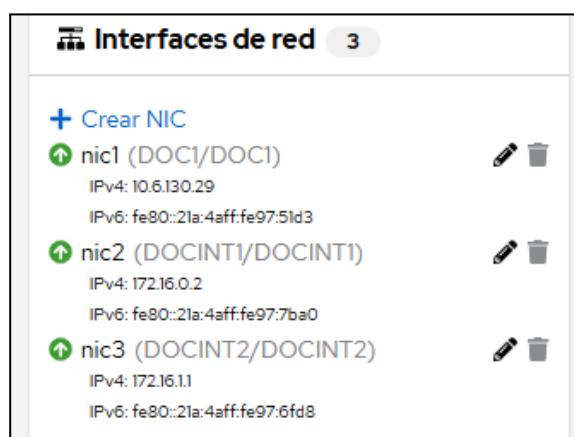 Interfaces de red 3
+ Crear NIC
nic1 (DOC1/DOC1)
IPv4: 10.6.130.29
IPv6: fe80::21a:4aff:fe97:51d3
nic2 (DOCINT1/DOCINT1)
IPv4: 172.16.0.2
IPv6: fe80::21a:4aff:fe97:7ba0
nic3 (DOCINT2/DOCINT2)
IPv4: 172.16.1.1
IPv6: fe80::21a:4aff:fe97:6fd8